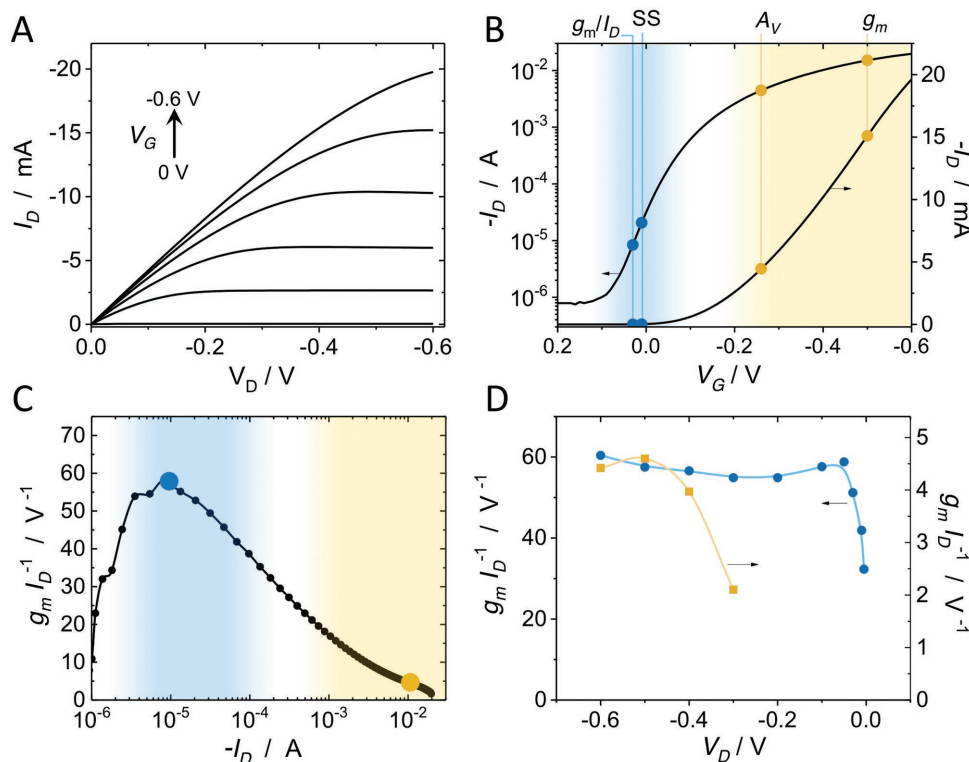 A
I_D / mA
-20
-15
-10
-5
0
-0.6 V
V_G
0 V
0.0
-0.2
-0.4
-0.6
V_D / V
B
g_m/I_D
SS
A_V
g_m
-I_D / A
10^-2
10^-3
10^-4
10^-5
10^-6
20
15
10
5
0
-I_D / mA
0.2
0.0
-0.2
-0.4
-0.6
V_G / V
C
g_m I_D^-1 / V^-1
70
60
50
40
30
20
10
0
10^-6
10^-5
10^-4
10^-3
10^-2
-I_D / A
D
g_m I_D^-1 / V^-1
60
40
20
0
5
4
3
2
1
0
g_m I_D^-1 / V^-1
-0.6
-0.4
-0.2
0.0
V_D / V